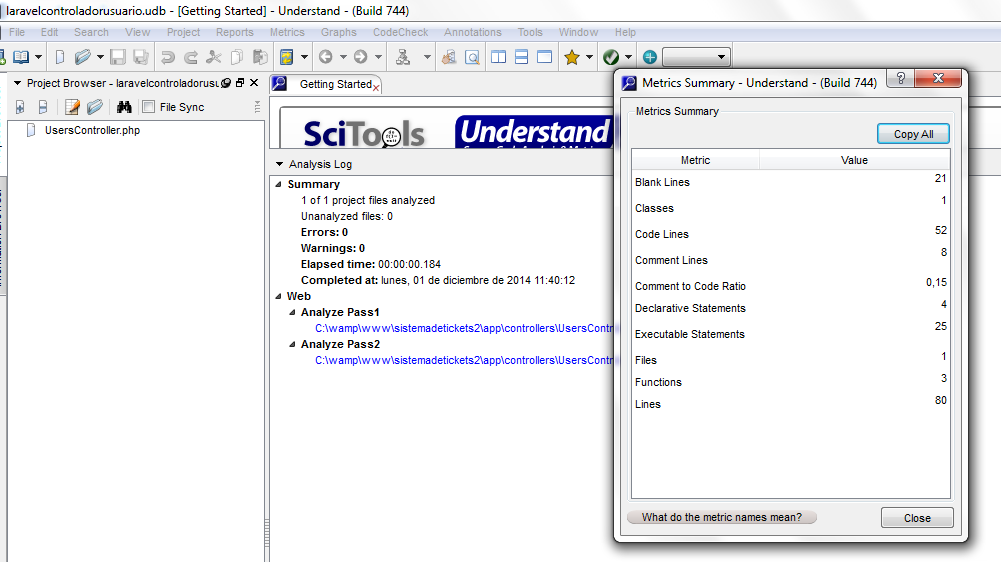 laravelcontroladorusuario.udb - [Getting Started] - Understand - (Build 744)
File Edit Search View Project Reports Metrics Graphs CodeCheck Annotations Tools Window Help
Project Browser - laravelcontroladorusu
File Sync
UsersController.php
Getting Started
SciTools Understand
Analysis Log
Summary
1 of 1 project files analyzed
Unanalyzed files: 0
Errors: 0
Warnings: 0
Elapsed time: 00:00:00.184
Completed at: lunes, 01 de diciembre de 2014 11:40:12
Web
Analyze Pass1
C:\wamp\www\sistemadetickets2\app\controllers\UsersContr
Analyze Pass2
C:\wamp\www\sistemadetickets2\app\controllers\UsersContr
Metrics Summary - Understand - (Build 744)
Metrics Summary
Copy All
Metric Value
Blank Lines 21
Classes 1
Code Lines 52
Comment Lines 8
Comment to Code Ratio 0,15
Declarative Statements 4
Executable Statements 25
Files 1
Functions 3
Lines 80
What do the metric names mean?
Close